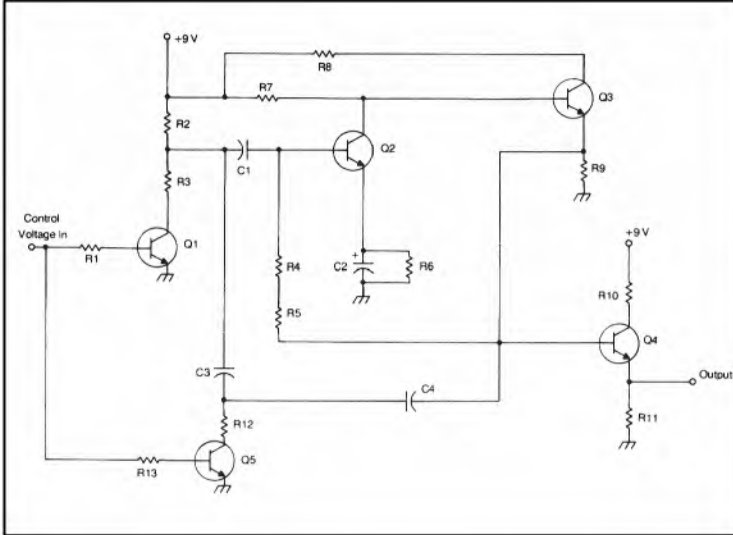 +9 V
R8
R7
Q3
R2
Q2
C1
R9
R3
Control
Voltage In
+9 V
Q1
R1
C2
+
R6
R4
R10
R5
Q4
C3
C4
Output
R12
R11
Q5
R13